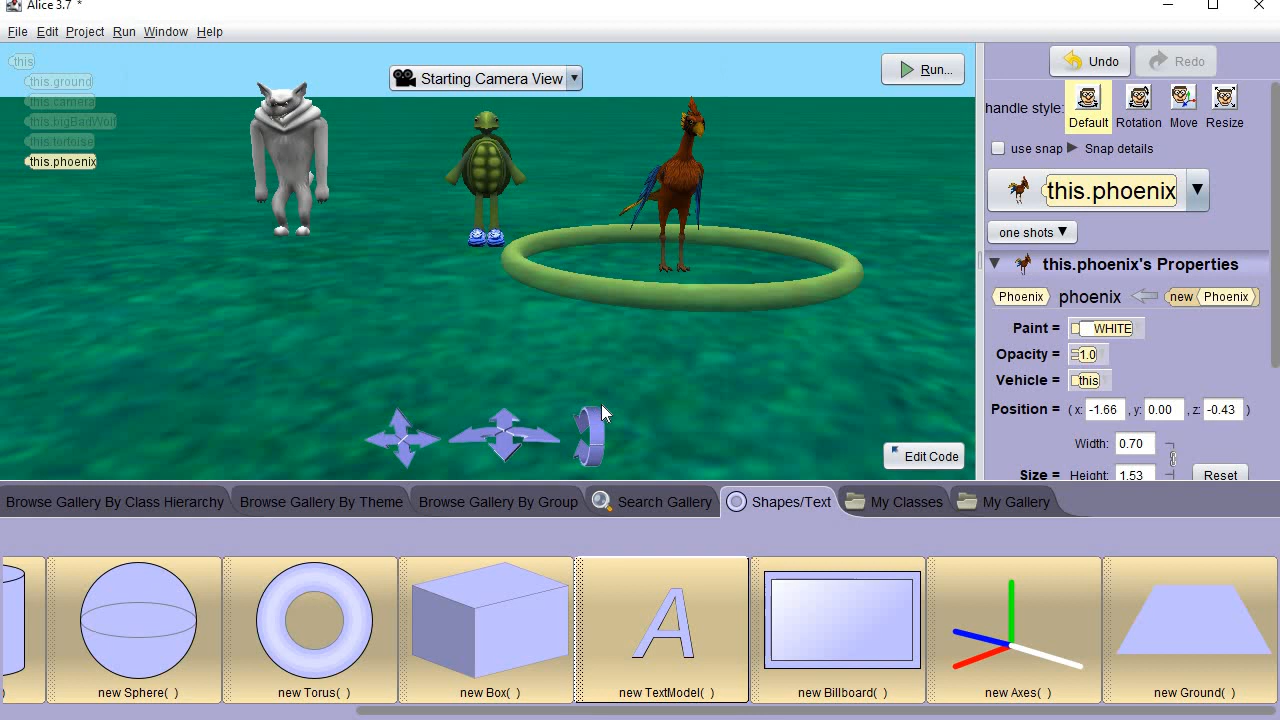 Alice 3.7 *
File Edit Project Run Window Help
this
this.ground
this.camera
this.bigBadWolf
this.tortoise
this.phoenix
Starting Camera View
Run...
Undo
Redo
handle style:
Default Rotation Move Resize
use snap Snap details
this.phoenix
one shots
this.phoenix's Properties
Phoenix phoenix new Phoenix
Paint = WHITE
Opacity = 1.0
Vehicle = this
Position = ( x: -1.66 , y: 0.00 , z: -0.43 )
Width: 0.70
Size = Height: 1.53 Reset
Edit Code
Browse Gallery By Class Hierarchy Browse Gallery By Theme Browse Gallery By Group Search Gallery Shapes/Text My Classes My Gallery
A
) new Sphere( ) new Torus( ) new Box( ) new TextModel( ) new Billboard( ) new Axes( ) new Ground( )